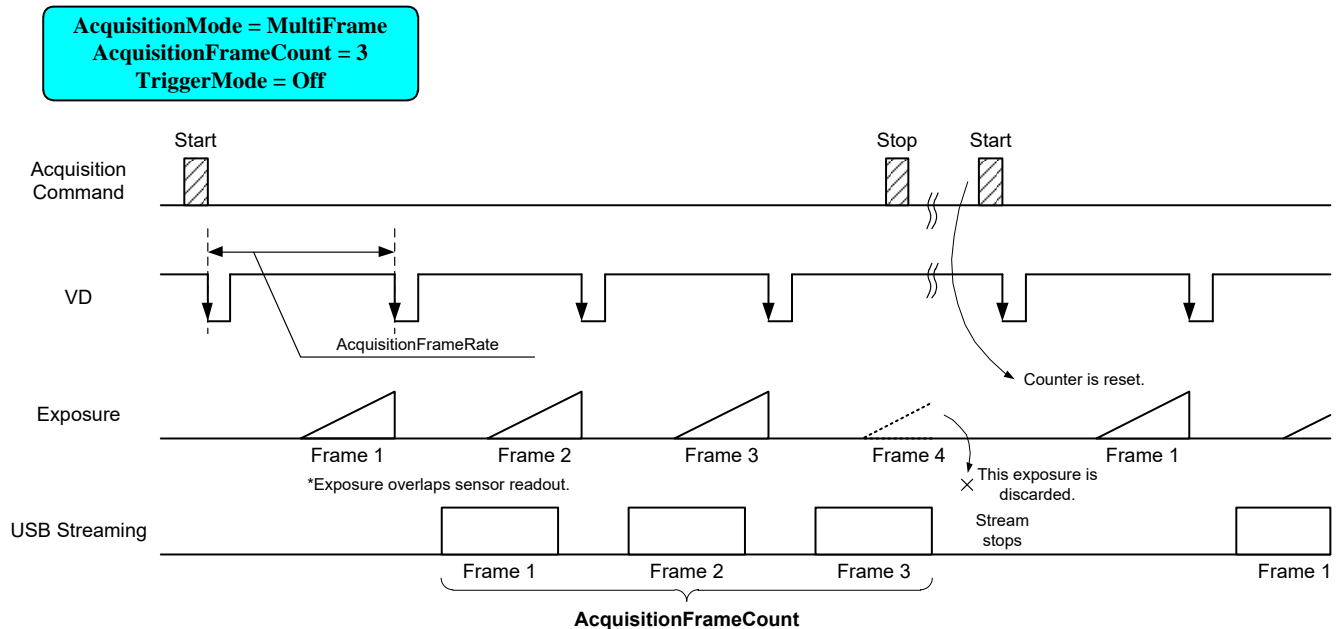 AcquisitionMode = MultiFrame
AcquisitionFrameCount = 3
TriggerMode = Off
Start
Stop
Start
Acquisition
Command
VD
AcquisitionFrameRate
Counter is reset.
Exposure
Frame 1
Frame 2
Frame 3
Frame 4
Frame 1
*Exposure overlaps sensor readout.
This exposure is
discarded.
USB Streaming
Stream
stops
Frame 1
Frame 2
Frame 3
Frame 1
AcquisitionFrameCount